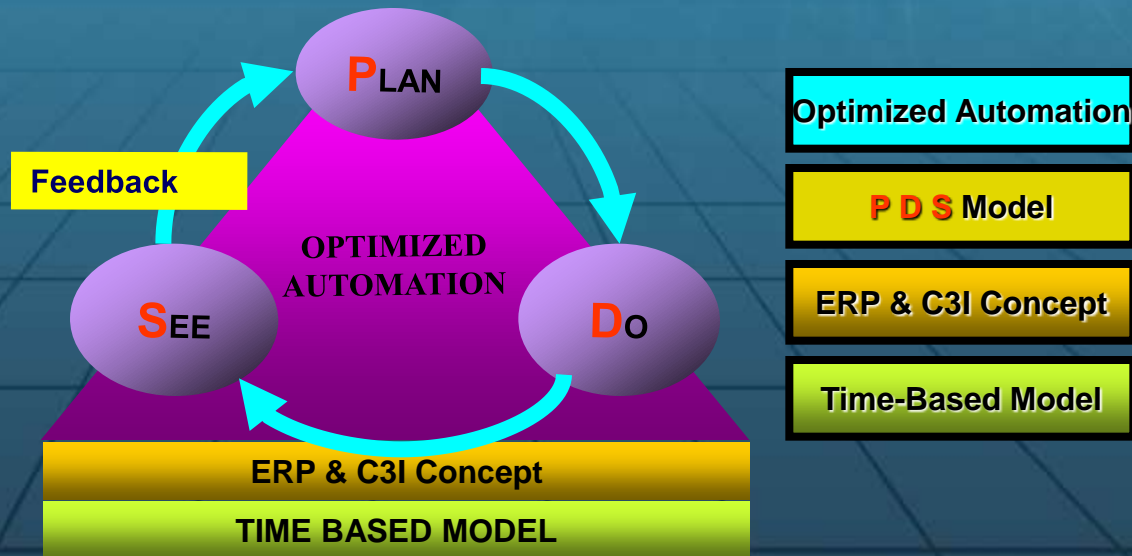 PLAN
Feedback
OPTIMIZED
AUTOMATION
SEE
DO
ERP & C3I Concept
TIME BASED MODEL
Optimized Automation
P D S Model
ERP & C3I Concept
Time-Based Model